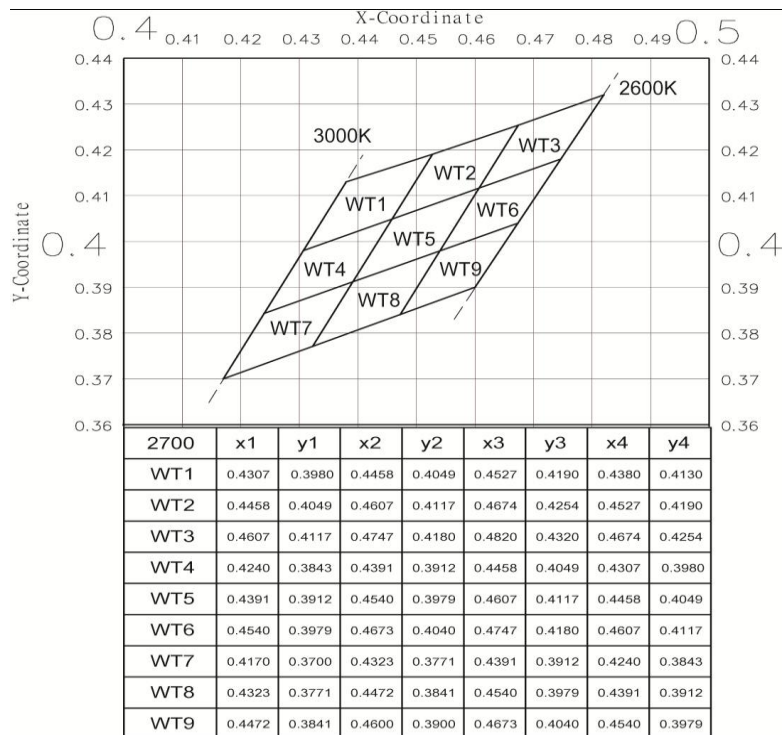 X-Coordinate
0.4 0.41 0.42 0.43 0.44 0.45 0.46 0.47 0.48 0.49 0.5
0.44 0.44
2600K
0.43 0.43
3000K
0.42 WT3 0.42
WT2
0.41 WT1 WT6 0.41
Y-Coordinate
0.4 WT5 0.4
WT4 WT9
0.39 0.39
WT8
0.38 WT7 0.38
0.37 0.37
0.36 0.36
2700 x1 y1 x2 y2 x3 y3 x4 y4
WT1 0.4307 0.3980 0.4458 0.4049 0.4527 0.4190 0.4380 0.4130
WT2 0.4458 0.4049 0.4607 0.4117 0.4674 0.4254 0.4527 0.4190
WT3 0.4607 0.4117 0.4747 0.4180 0.4820 0.4320 0.4674 0.4254
WT4 0.4240 0.3843 0.4391 0.3912 0.4458 0.4049 0.4307 0.3980
WT5 0.4391 0.3912 0.4540 0.3979 0.4607 0.4117 0.4458 0.4049
WT6 0.4540 0.3979 0.4673 0.4040 0.4747 0.4180 0.4607 0.4117
WT7 0.4170 0.3700 0.4323 0.3771 0.4391 0.3912 0.4240 0.3843
WT8 0.4323 0.3771 0.4472 0.3841 0.4540 0.3979 0.4391 0.3912
WT9 0.4472 0.3841 0.4600 0.3900 0.4673 0.4040 0.4540 0.3979